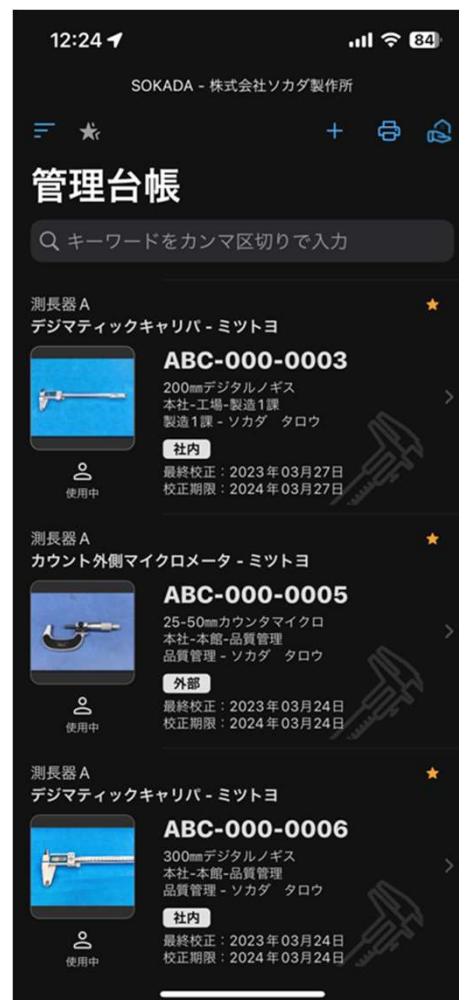 12:24
84
SOKADA - 株式会社ソカダ製作所
管理台帳
キーワードをカンマ区切りで入力
測長器A
デジマティックキャリパ - ミツトヨ
ABC-000-0003
200㎜デジタルノギス
本社-工場-製造1課
製造1課 - ソカダ　タロウ
社内
最終校正：2023年03月27日
校正期限：2024年03月27日
使用中
測長器A
カウント外側マイクロメータ - ミツトヨ
ABC-000-0005
25-50㎜カウンタマイクロ
本社-本館-品質管理
品質管理 - ソカダ　タロウ
外部
最終校正：2023年03月24日
校正期限：2024年03月24日
使用中
測長器A
デジマティックキャリパ - ミツトヨ
ABC-000-0006
300㎜デジタルノギス
本社-本館-品質管理
品質管理 - ソカダ　タロウ
社内
最終校正：2023年03月24日
校正期限：2024年03月24日
使用中